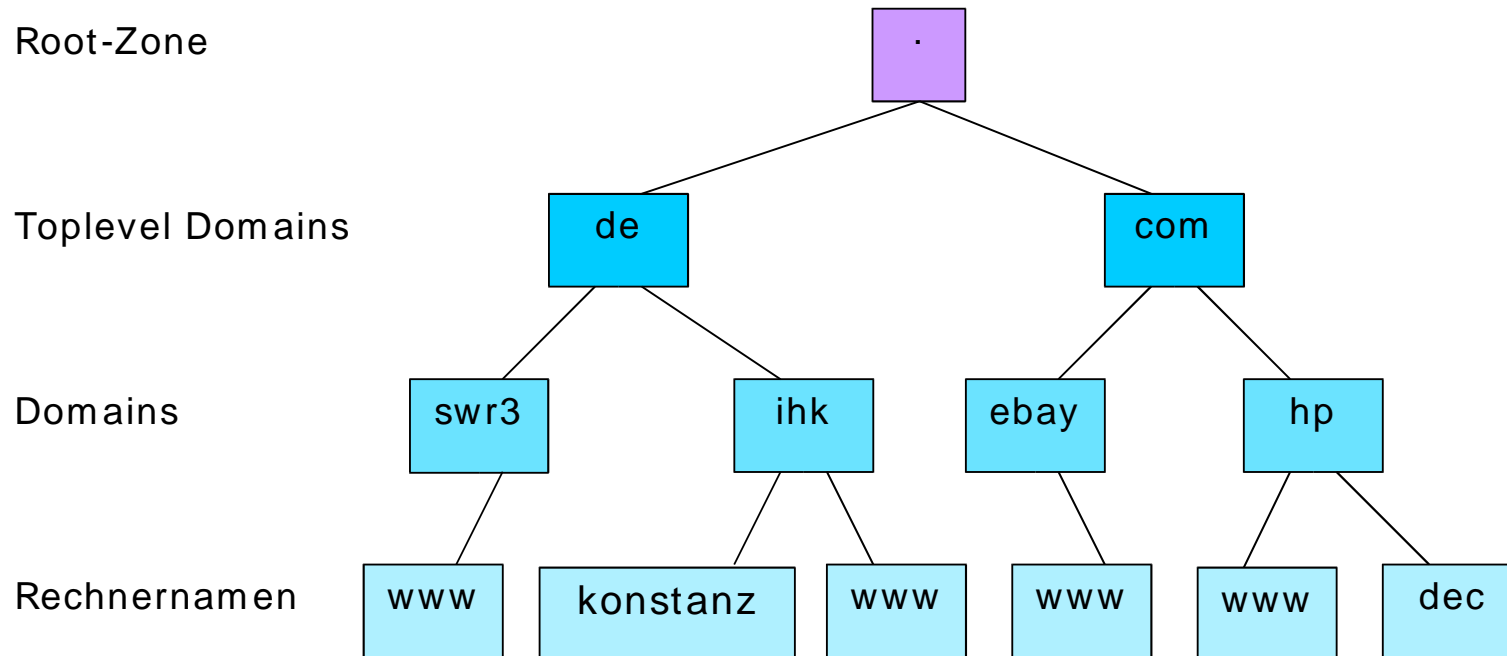 Root-Zone .
Toplevel Domains de com
Domains swr3 ihk ebay hp
Rechnernamen www konstanz www www www dec